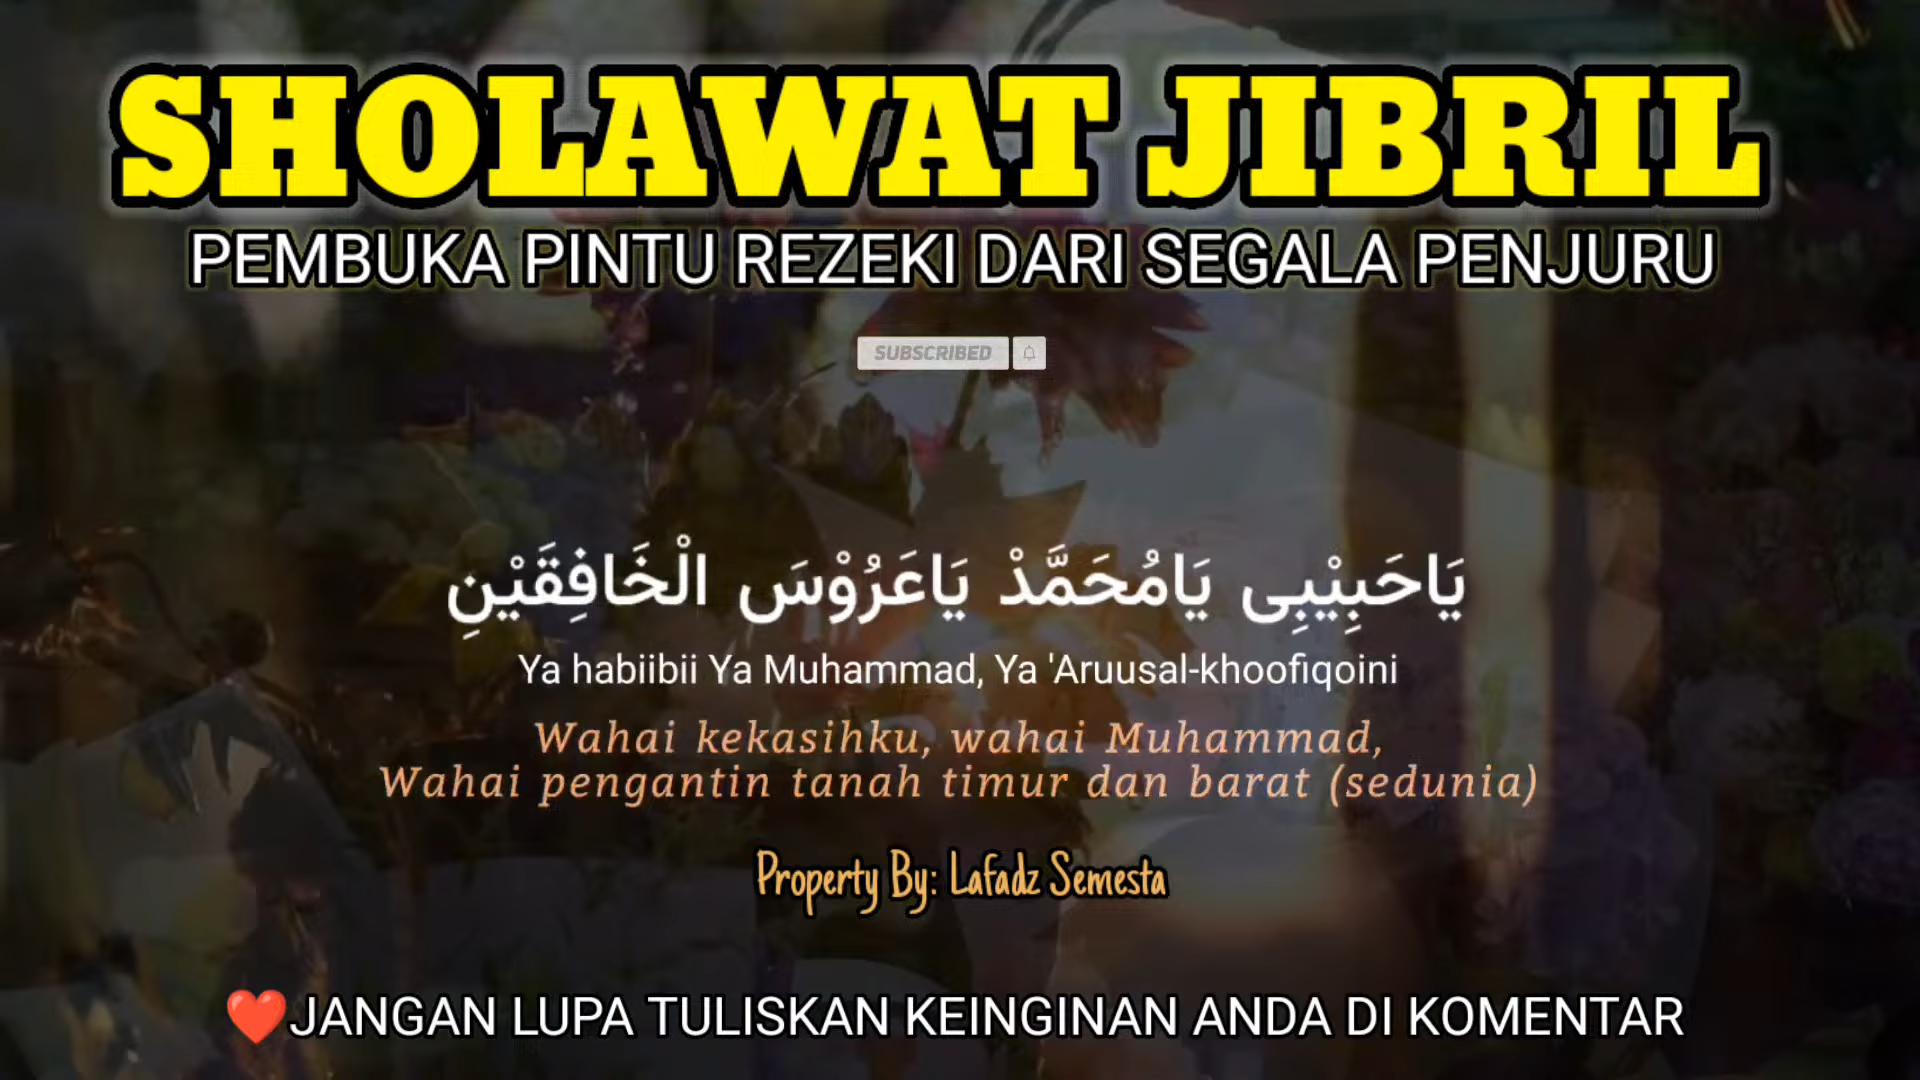 SHOLAWAT JIBRIL
PEMBUKA PINTU REZEKI DARI SEGALA PENJURU
SUBSCRIBED
يَاحَبِيْبِى يَامُحَمَّدْ يَاعَرُوْسَ الْخَافِقَيْنِ
Ya habiibii Ya Muhammad, Ya 'Aruusal-khoofiqoini
Wahai kekasihku, wahai Muhammad,
Wahai pengantin tanah timur dan barat (sedunia)
Property By: Lafadz Semesta
❤️JANGAN LUPA TULISKAN KEINGINAN ANDA DI KOMENTAR